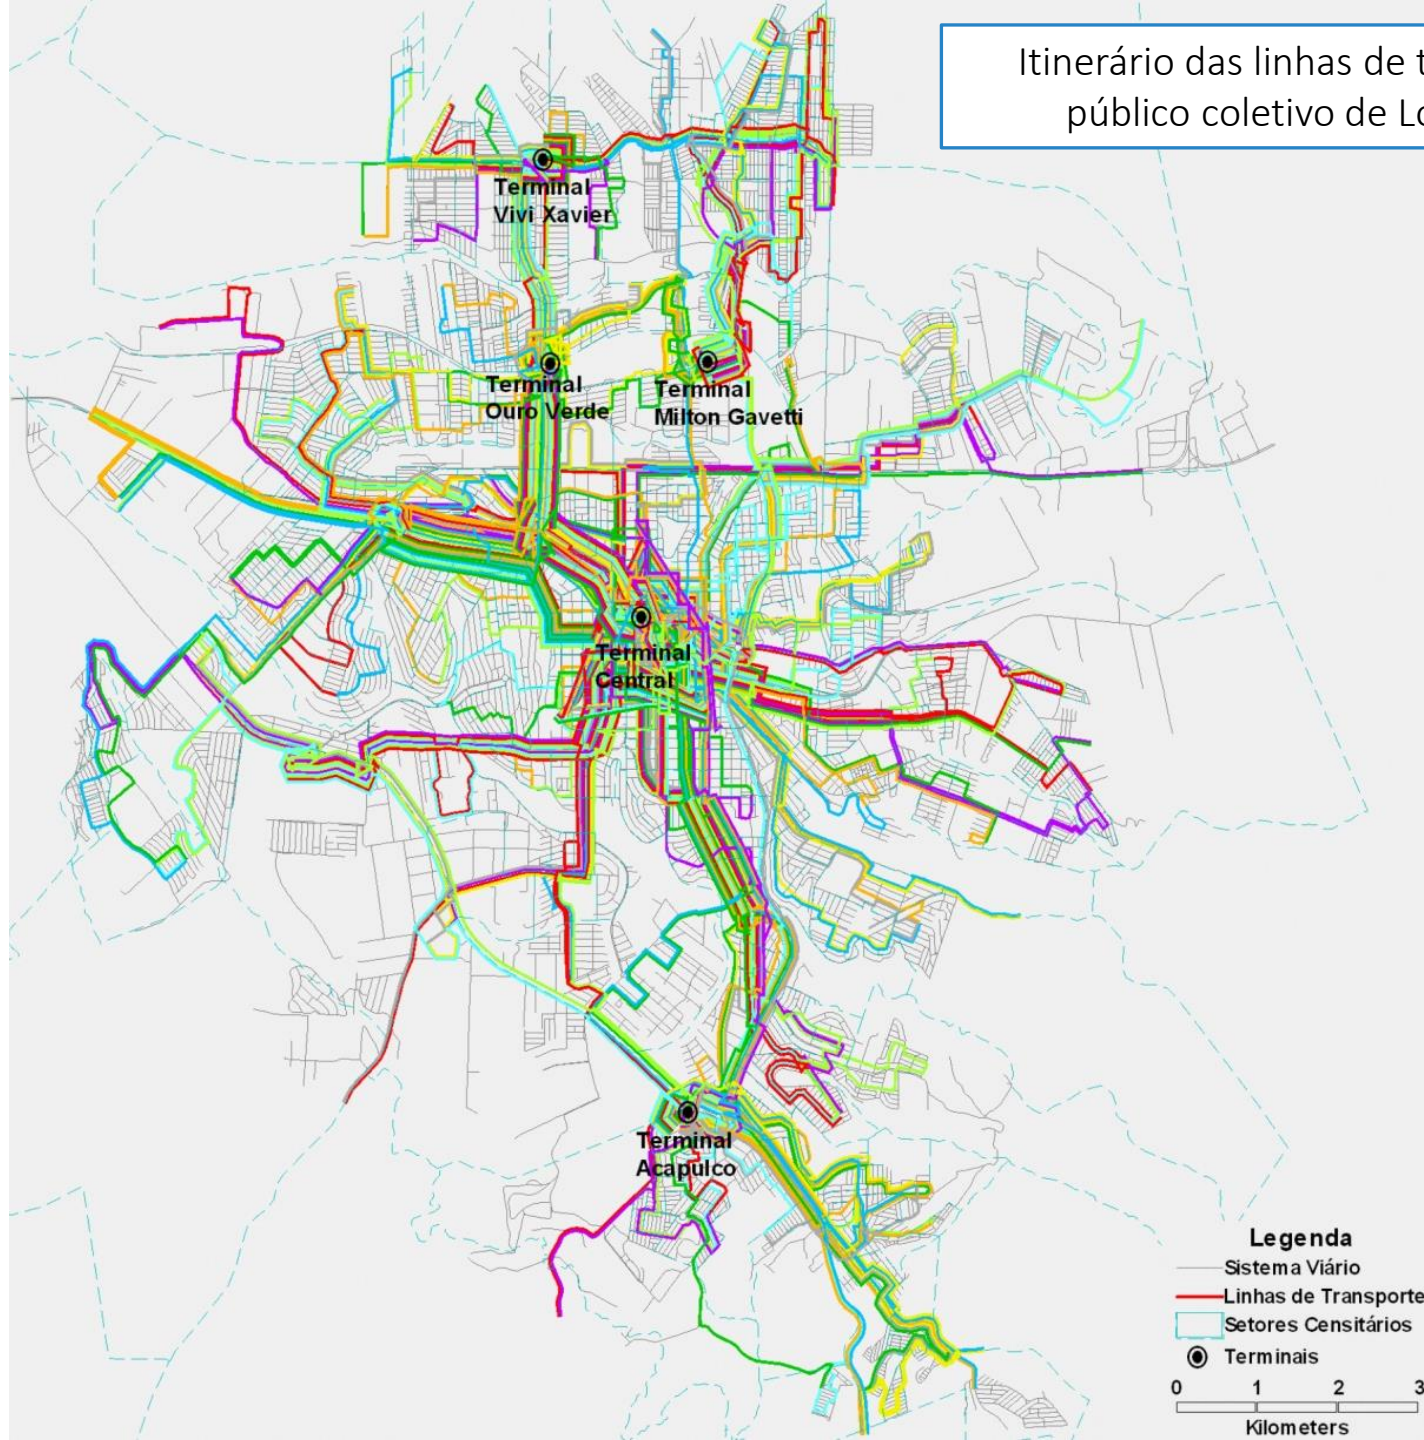 Itinerário das linhas de t
público coletivo de Lo
Terminal
Vivi Xavier
Terminal
Ouro Verde
Terminal
Milton Gavetti
Terminal
Central
Terminal
Acapulco
Legenda
Sistema Viário
Linhas de Transporte
Setores Censitários
Terminais
0 1 2 3
Kilometers